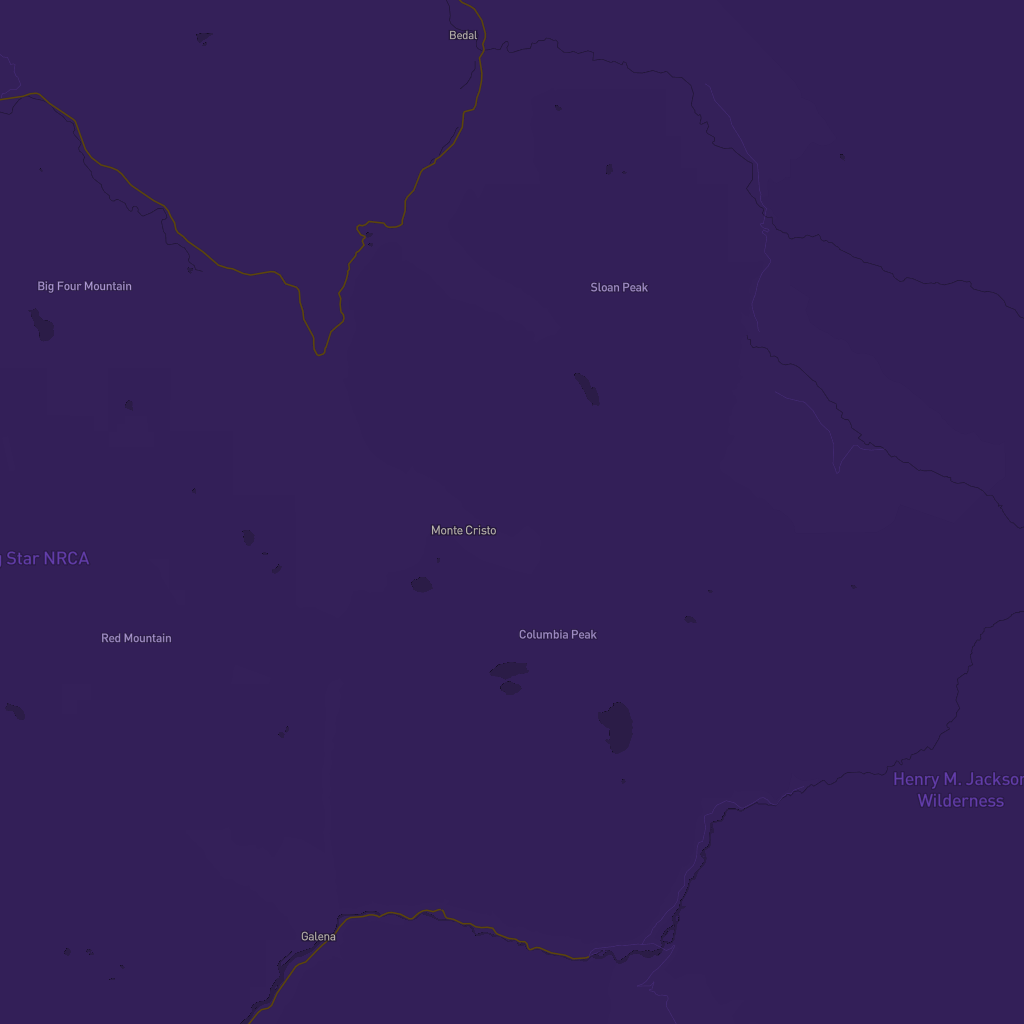 Bedal
Big Four Mountain
Sloan Peak
Monte Cristo
Star NRCA
Columbia Peak
Red Mountain
Henry M. Jackson
Wilderness
Galena